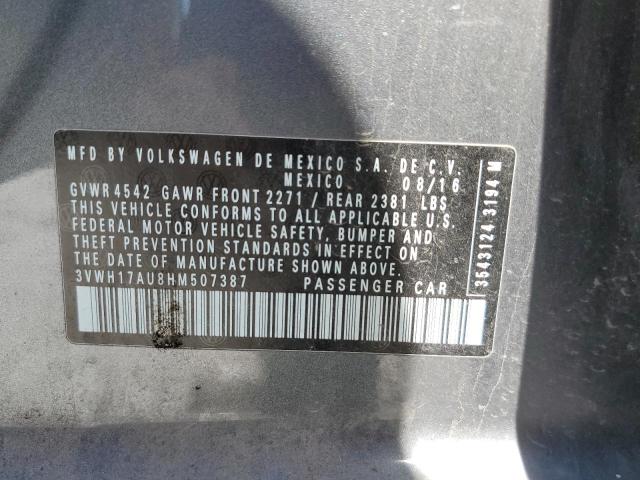 MFD BY VOLKSWAGEN DE MEXICO S.A. DE C.V.
MEXICO 08/16
GVWR 4542 GAWR FRONT 2271 / REAR 2381 LBS
THIS VEHICLE CONFORMS TO ALL APPLICABLE U.S.
FEDERAL MOTOR VEHICLE SAFETY, BUMPER AND
THEFT PREVENTION STANDARDS IN EFFECT ON
THE DATE OF MANUFACTURE SHOWN ABOVE.
3VWH17AU8HM507387 PASSENGER CAR
3543124 3194 M